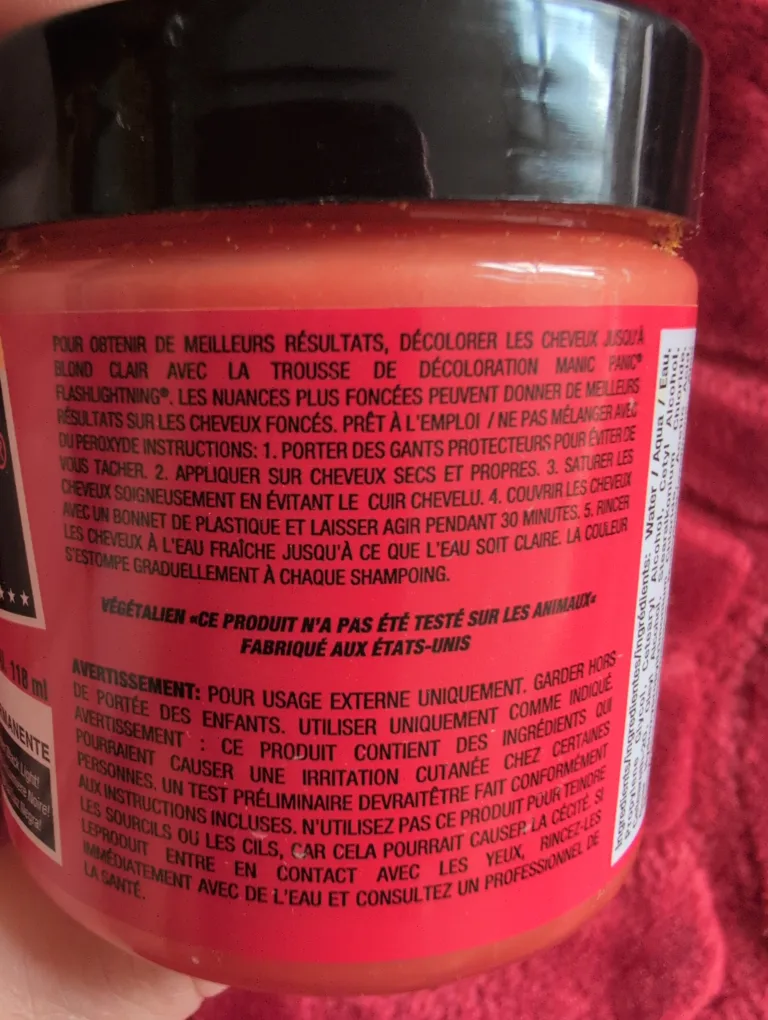 POUR OBTENIR DE MEILLEURS RÉSULTATS, DÉCOLORER LES CHEVEUX JUSQU'À
BLOND CLAIR AVEC LA TROUSSE DE DÉCOLORATION MANIC PANIC®
FLASHLIGHTNING®. LES NUANCES PLUS FONCÉES PEUVENT DONNER DE MEILLEURS
RÉSULTATS SUR LES CHEVEUX FONCÉS. PRÊT À L'EMPLOI / NE PAS MÉLANGER AVEC
DU PEROXYDE INSTRUCTIONS: 1. PORTER DES GANTS PROTECTEURS POUR ÉVITER DE
VOUS TACHER. 2. APPLIQUER SUR CHEVEUX SECS ET PROPRES. 3. SATURER LES
CHEVEUX SOIGNEUSEMENT EN ÉVITANT LE CUIR CHEVELU. 4. COUVRIR LES CHEVEUX
AVEC UN BONNET DE PLASTIQUE ET LAISSER AGIR PENDANT 30 MINUTES. 5. RINCER
LES CHEVEUX À L'EAU FRAÎCHE JUSQU'À CE QUE L'EAU SOIT CLAIRE. LA COULEUR
S'ESTOMPE GRADUELLEMENT À CHAQUE SHAMPOING.
VÉGÉTALIEN «CE PRODUIT N'A PAS ÉTÉ TESTÉ SUR LES ANIMAUX«
FABRIQUÉ AUX ÉTATS-UNIS
AVERTISSEMENT: POUR USAGE EXTERNE UNIQUEMENT. GARDER HORS
DE PORTÉE DES ENFANTS. UTILISER UNIQUEMENT COMME INDIQUÉ
AVERTISSEMENT : CE PRODUIT CONTIENT DES INGRÉDIENTS QUI
POURRAIENT CAUSER UNE IRRITATION CUTANÉE CHEZ CERTAINES
PERSONNES. UN TEST PRÉLIMINAIRE DEVRAITÊTRE FAIT CONFORMÉMENT
AUX INSTRUCTIONS INCLUSES. N'UTILISEZ PAS CE PRODUIT POUR TEINDRE
LES SOURCILS OU LES CILS, CAR CELA POURRAIT CAUSER LA CÉCITÉ. SI
LEPRODUIT ENTRE EN CONTACT AVEC LES YEUX, RINCEZ-LES
IMMÉDIATEMENT AVEC DE L'EAU ET CONSULTEZ UN PROFESSIONNEL DE
LA SANTÉ.
118 ml
Light!
Noire!
Negra!
Ingredients/Ingredientes/Ingrédients: Water / Aqua / Eau,
Glycol, Cetearyl Alcohol, Cetyl Alcohol,